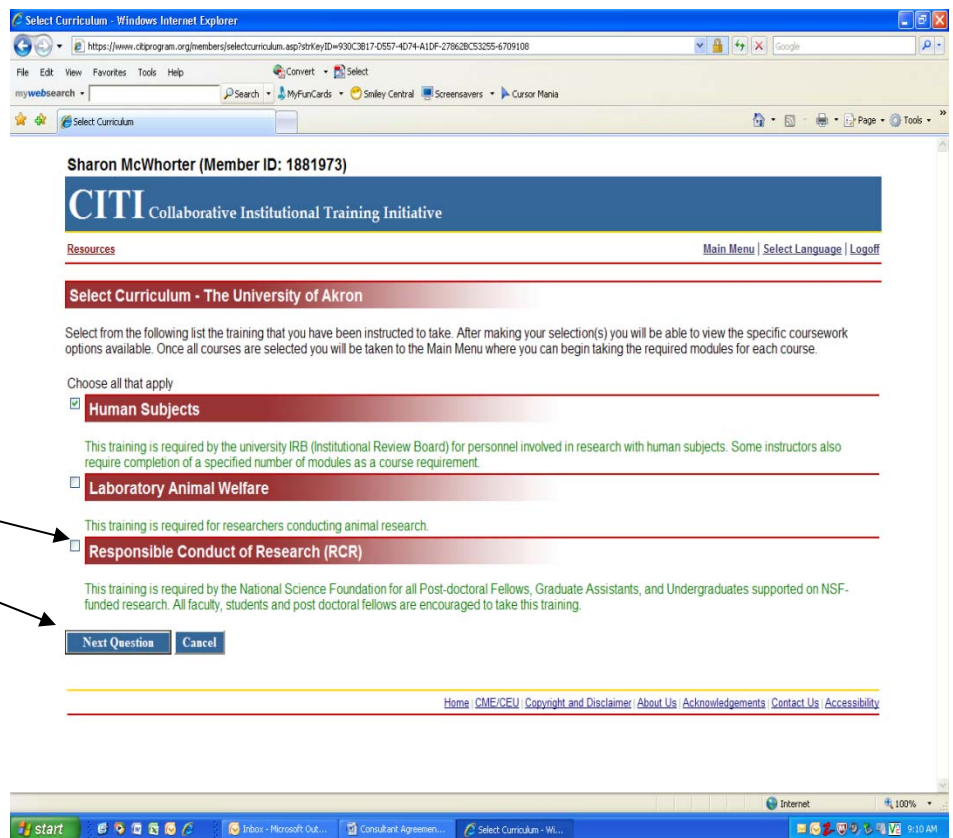 Select Curriculum - Windows Internet Explorer
https://www.citiprogram.org/members/selectcurriculum.asp?strKeyID=930C3B17-D557-4D74-A1DF-27862BC53255-6709108
Google
File Edit View Favorites Tools Help
Convert Select
mywebsearch Search MyFunCards Smiley Central Screensavers Cursor Mania
Select Curriculum
Page Tools
Sharon McWhorter (Member ID: 1881973)
CITI Collaborative Institutional Training Initiative
Resources
Main Menu | Select Language | Logoff
Select Curriculum - The University of Akron
Select from the following list the training that you have been instructed to take. After making your selection(s) you will be able to view the specific coursework
options available. Once all courses are selected you will be taken to the Main Menu where you can begin taking the required modules for each course.
Choose all that apply
Human Subjects
This training is required by the university IRB (Institutional Review Board) for personnel involved in research with human subjects. Some instructors also
require completion of a specified number of modules as a course requirement.
Laboratory Animal Welfare
This training is required for researchers conducting animal research.
Responsible Conduct of Research (RCR)
This training is required by the National Science Foundation for all Post-doctoral Fellows, Graduate Assistants, and Undergraduates supported on NSF-
funded research. All faculty, students and post doctoral fellows are encouraged to take this training.
Next Question Cancel
Home | CME/CEU | Copyright and Disclaimer | About Us | Acknowledgements | Contact Us | Accessibility
Internet 100%
start Inbox - Microsoft Out... Consultant Agreemen... Select Curriculum - Wi... 9:10 AM